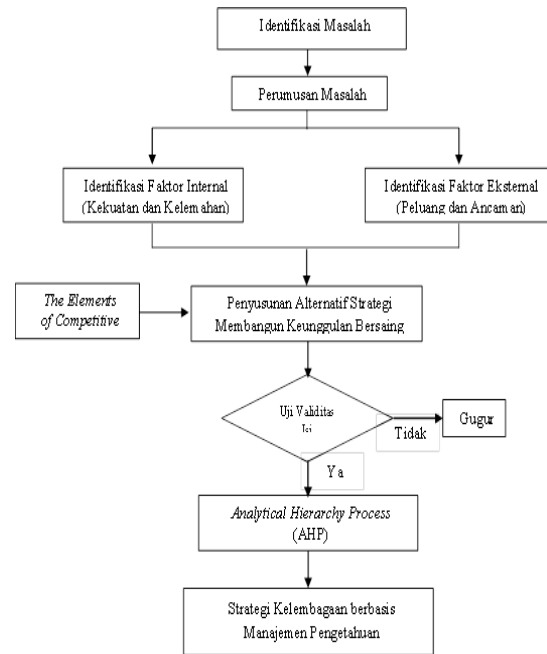 Identifikasi Masalah
Perumusan Masalah
Identifikasi Faktor Internal
(Kekuatan dan Kelemahan)
Identifikasi Faktor Eksternal
(Peluang dan Ancaman)
The Elements
of Competitive
Penyusunan Alternatif Strategi
Membangun Keunggulan Bersaing
Uji Validitas
Isi
Tidak
Gugur
Ya
Analytical Hierarchy Process
(AHP)
Strategi Kelembagaan berbasis
Manajemen Pengetahuan